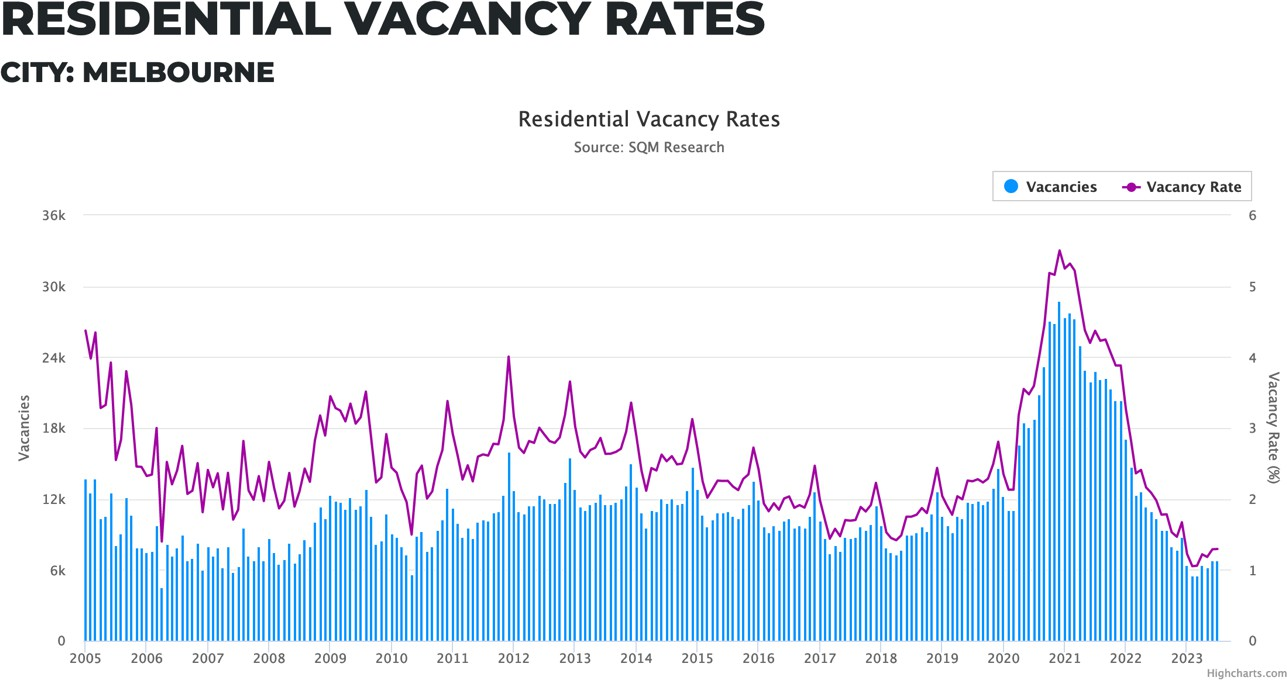 RESIDENTIAL VACANCY RATES
CITY: MELBOURNE
Residential Vacancy Rates
Source: SQM Research
Vacancies
Vacancy Rate
36k
30k
24k
18k
12k
6k
0
Vacancies
6
5
4
3
2
1
0
Vacancy Rate (%)
2005 2006 2007 2008 2009 2010 2011 2012 2013 2014 2015 2016 2017 2018 2019 2020 2021 2022 2023
Highcharts.com